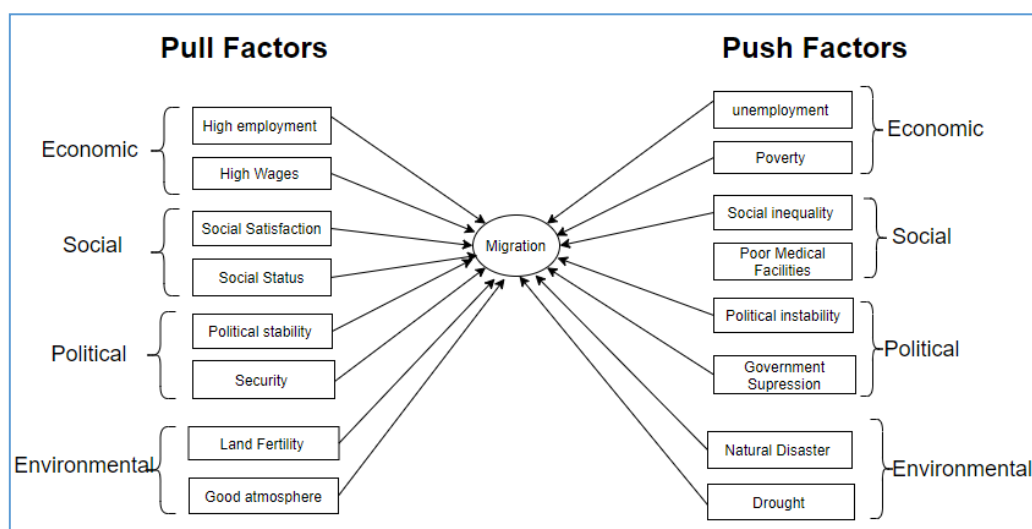 Pull Factors
Push Factors
Economic
High employment
High Wages
Social
Social Satisfaction
Social Status
Political
Political stability
Security
Environmental
Land Fertility
Good atmosphere
Migration
unemployment
Poverty
Economic
Social inequality
Poor Medical
Facilities
Social
Political instability
Government
Supression
Political
Natural Disaster
Drought
Environmental